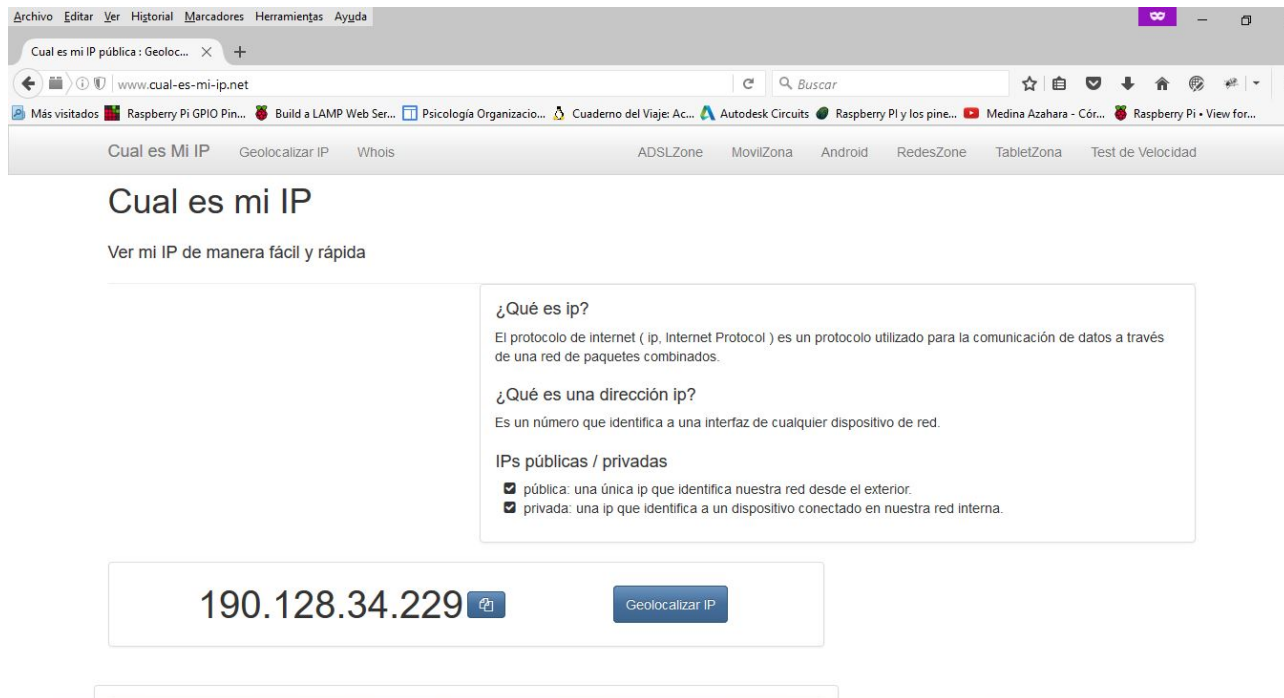 Archivo Editar Ver Historial Marcadores Herramientas Ayuda
Cual es mi IP pública : Geoloc...
www.cual-es-mi-ip.net
Buscar
Más visitados Raspberry Pi GPIO Pin... Build a LAMP Web Ser... Psicología Organizacio... Cuaderno del Viaje: Ac... Autodesk Circuits Raspberry PI y los pine... Medina Azahara - Cór... Raspberry Pi • View for...
Cual es Mi IP Geolocalizar IP Whois ADSLZone MovilZona Android RedesZone TabletZona Test de Velocidad
Cual es mi IP
Ver mi IP de manera fácil y rápida
¿Qué es ip?
El protocolo de internet ( ip, Internet Protocol ) es un protocolo utilizado para la comunicación de datos a través
de una red de paquetes combinados.
¿Qué es una dirección ip?
Es un número que identifica a una interfaz de cualquier dispositivo de red.
IPs públicas / privadas
pública: una única ip que identifica nuestra red desde el exterior.
privada: una ip que identifica a un dispositivo conectado en nuestra red interna.
190.128.34.229
Geolocalizar IP